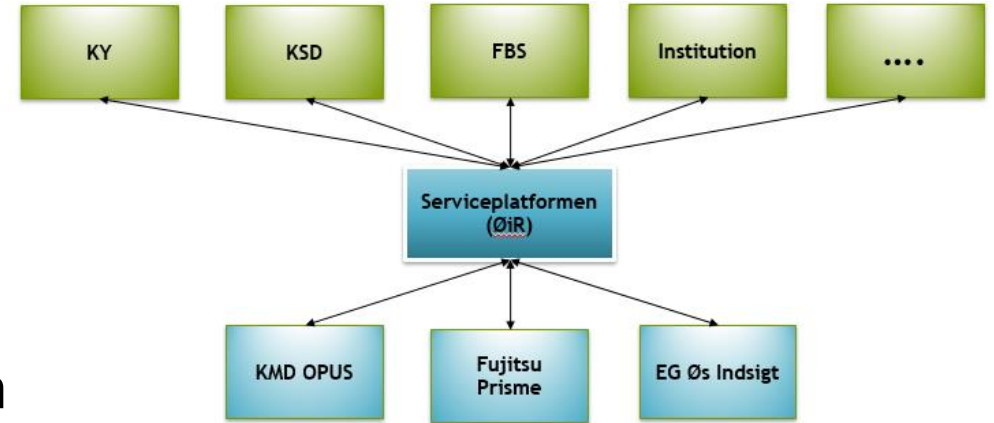 KY
KSD
FBS
Institution
....
Serviceplatformen
(ØiR)
KMD OPUS
Fujitsu
Prisme
EG Øs Indsigt